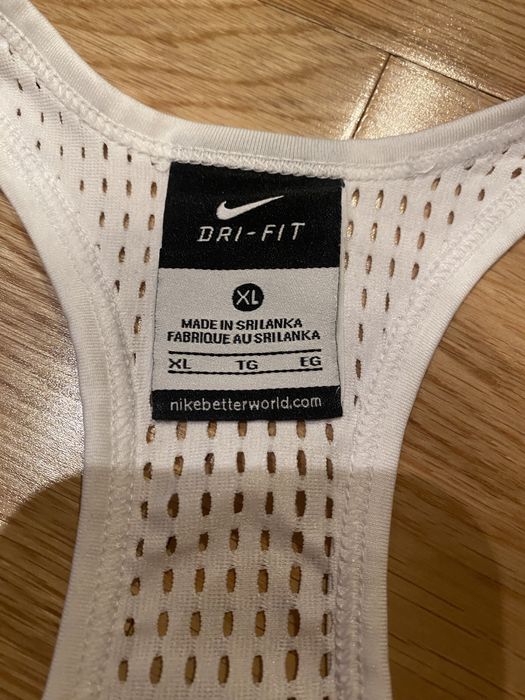 DRI-FIT
XL
MADE IN SRI LANKA
FABRIQUE AU SRI LANKA
XL TG EG
nikebetterworld.com